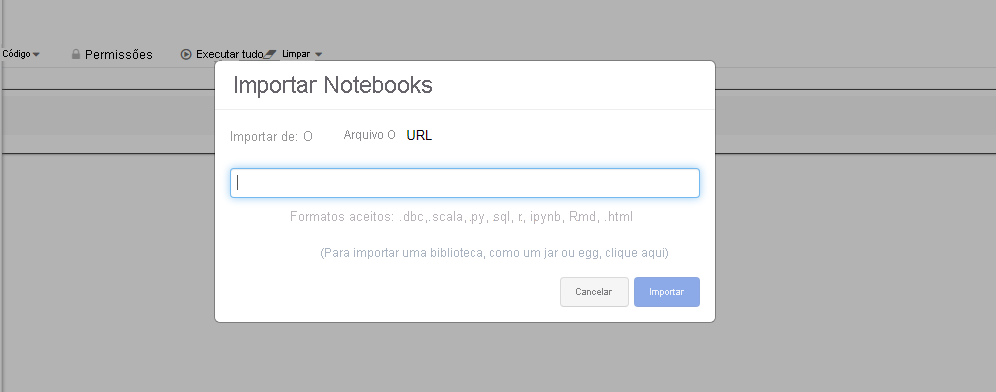 Código Permissões Executar tudo Limpar
Importar Notebooks
Importar de: O Arquivo O URL
Formatos aceitos: .dbc,.scala,.py, sql, r., ipynb, Rmd, .html
(Para importar uma biblioteca, como um jar ou egg, clique aqui)
Cancelar Importar